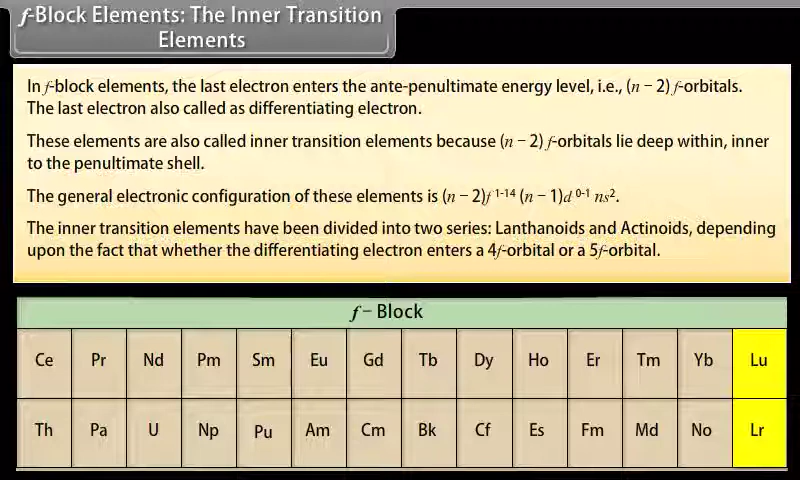 f-Block Elements: The Inner Transition
Elements
In f-block elements, the last electron enters the ante-penultimate energy level, i.e., (n − 2) f-orbitals.
The last electron also called as differentiating electron.
These elements are also called inner transition elements because (n − 2) f-orbitals lie deep within, inner
to the penultimate shell.
The general electronic configuration of these elements is (n − 2)f¹⁻¹⁴ (n − 1)d⁰⁻¹ ns².
The inner transition elements have been divided into two series: Lanthanoids and Actinoids, depending
upon the fact that whether the differentiating electron enters a 4f-orbital or a 5f-orbital.
f – Block
Ce Pr Nd Pm Sm Eu Gd Tb Dy Ho Er Tm Yb Lu
Th Pa U Np Pu Am Cm Bk Cf Es Fm Md No Lr